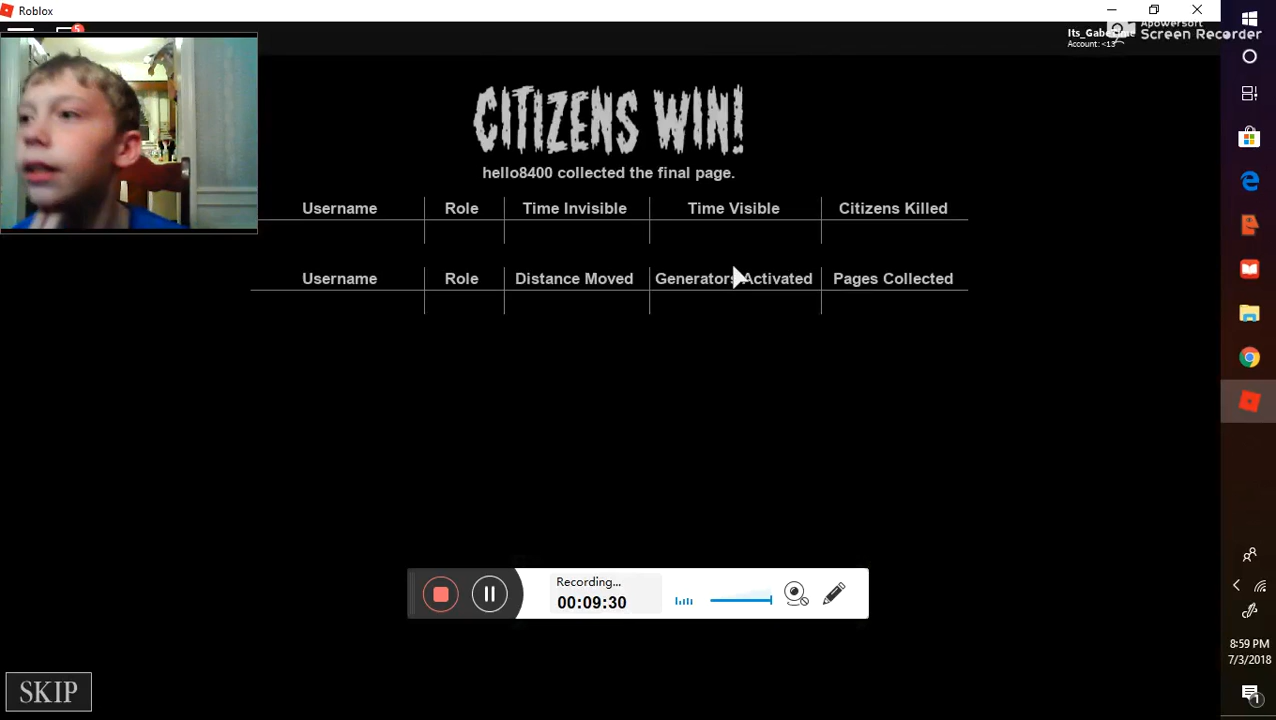 Roblox
5
Apowersoft
Screen Recorder
Account: <13
CITIZENS WIN!
hello8400 collected the final page.
Username Role Time Invisible Time Visible Citizens Killed
Username Role Distance Moved Generators Activated Pages Collected
Recording...
00:09:30
SKIP
8:59 PM
7/3/2018
1